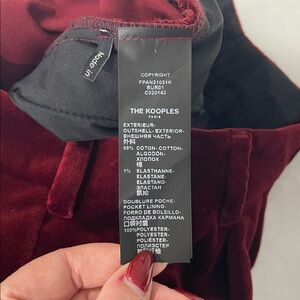 Made in
COPYRIGHT
FPAN21051K
BUR01
CO20143
THE KOOPLES
PARIS
EXTERIEUR-
OUTSHELL-EXTERIOR-
ВНЕШНЯЯ ЧАСТЬ
外料
99% COTON-COTTON-
ALGODÓN-
ХЛОПОК
棉
1% ELASTHANNE-
ELASTANE-
ELASTANO-
ЭЛАСТАН
氨纶
DOUBLURE POCHE-
POCKET LINING-
FORRO DE BOLSILLO-
ПОДКЛАДКА КАРМАНА
口袋衬里
100%POLYESTER-
POLYESTER-
POLIÉSTER-
ПОЛИЭСТЕР